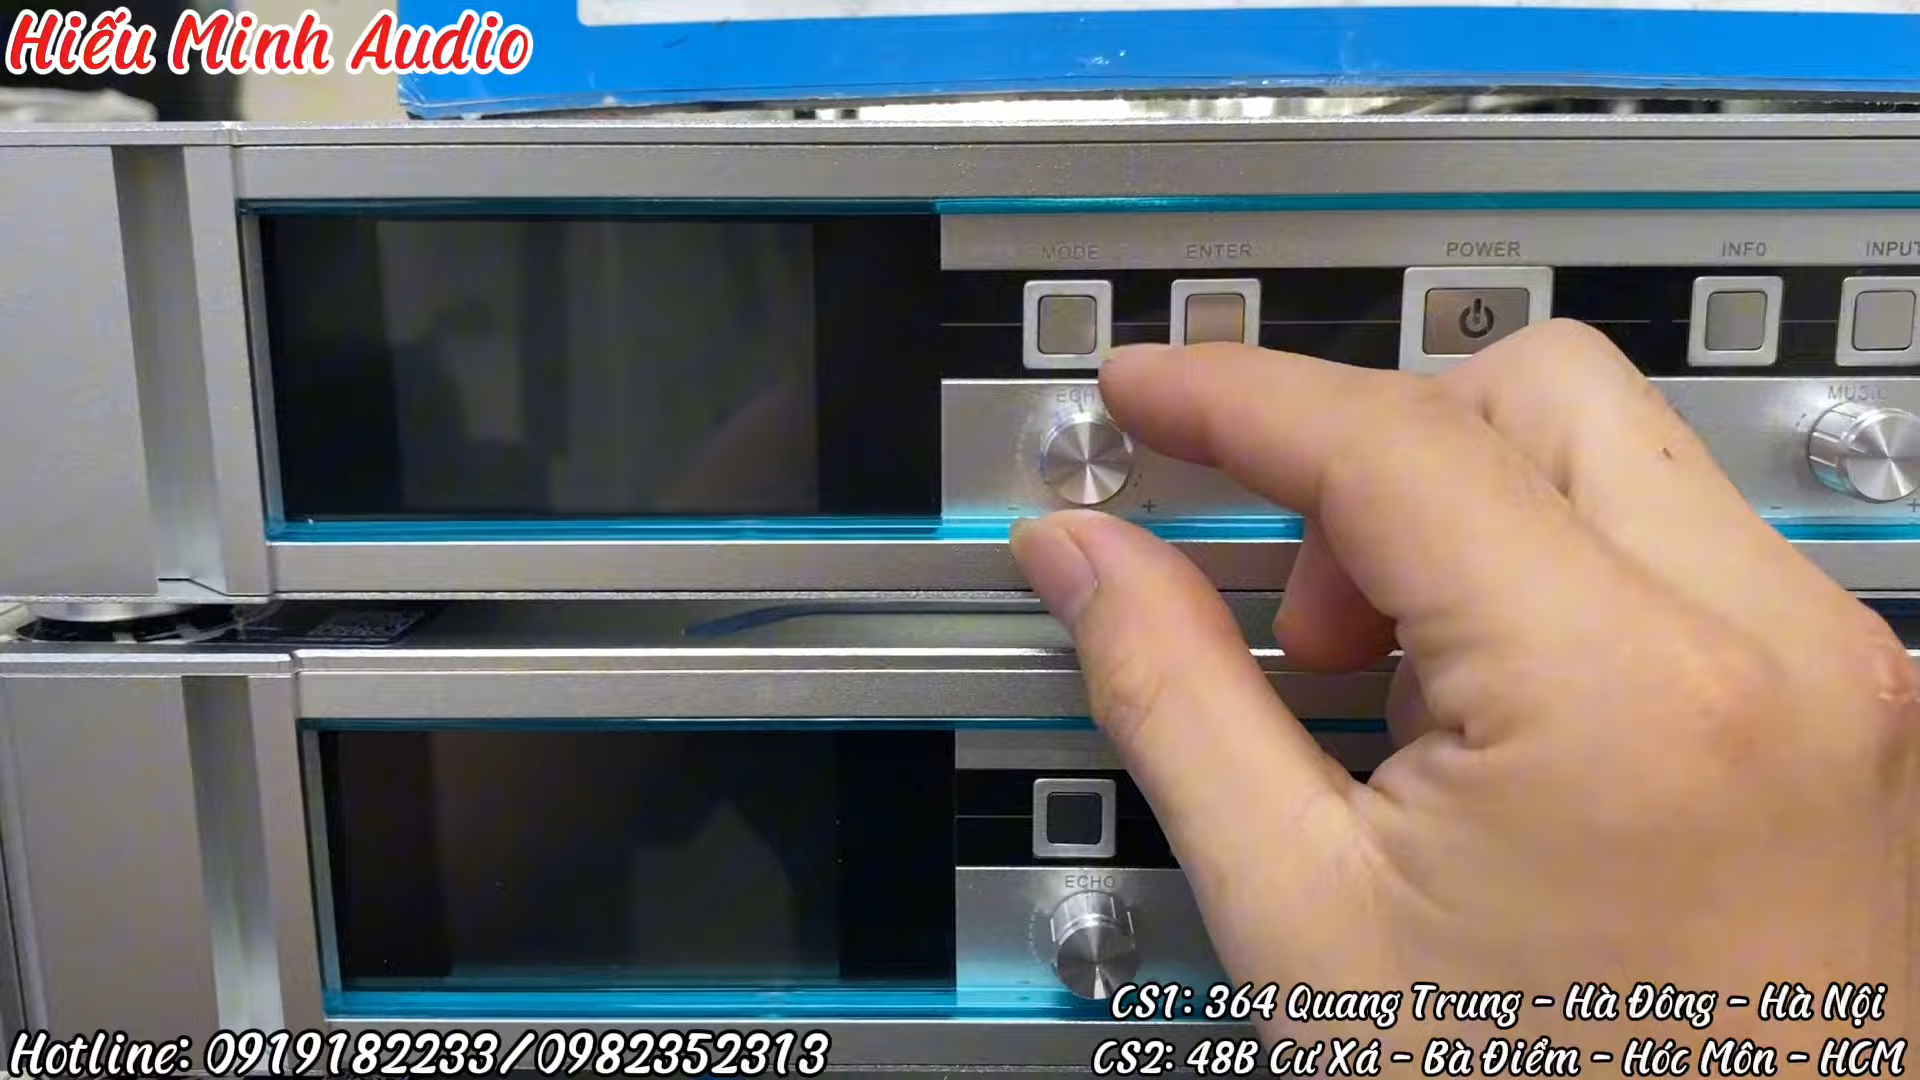 Hiếu Minh Audio
MODE
ENTER
POWER
INFO
INPUT
ECHO
MUSIC
- +
- +
ECHO
CS1: 364 Quang Trung - Hà Đông - Hà Nội
Hotline: 0919182233/0982352313
CS2: 48B Cư Xá - Bà Điểm - Hóc Môn - HCM